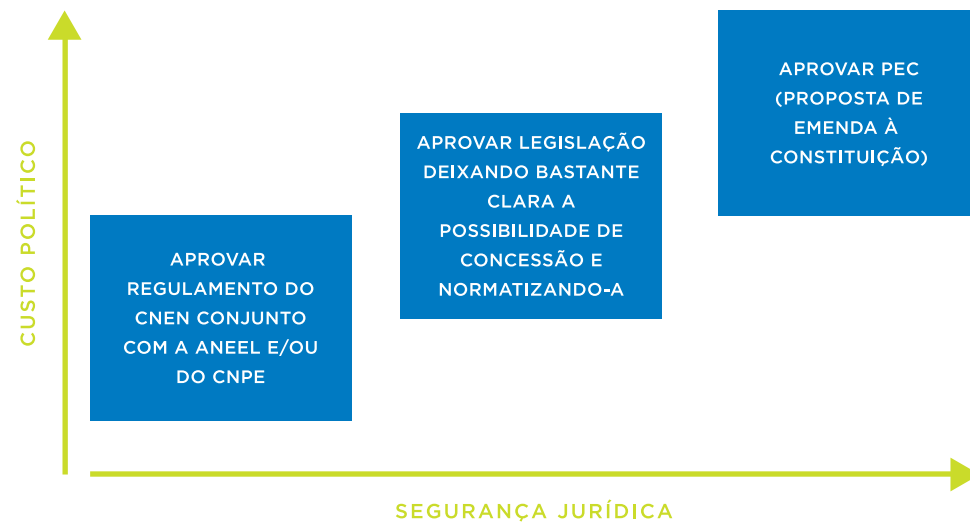 CUSTO POLÍTICO
APROVAR
REGULAMENTO DO
CNEN CONJUNTO
COM A ANEEL E/OU
DO CNPE
APROVAR LEGISLAÇÃO
DEIXANDO BASTANTE
CLARA A
POSSIBILIDADE DE
CONCESSÃO E
NORMATIZANDO-A
APROVAR PEC
(PROPOSTA DE
EMENDA À
CONSTITUIÇÃO)
SEGURANÇA JURÍDICA